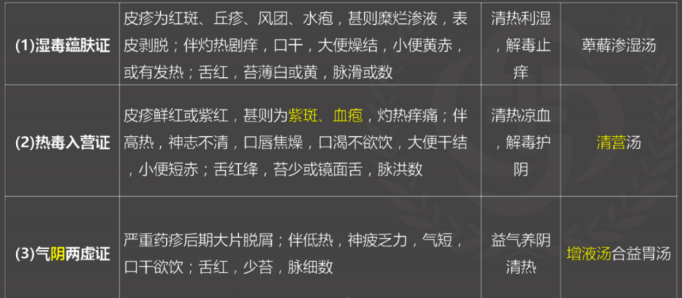 皮疹为红斑、丘疹、风团、水疱，甚则糜烂渗液，表
(1)湿毒蕴肤证 皮剥脱；伴灼热剧痒，口干，大便燥结，小便黄赤，
或有发热；舌红，苔薄白或黄，脉滑或数
清热利湿
，解毒止
痒
萆薢渗湿汤
皮疹鲜红或紫红，甚则为紫斑、血疱，灼热痒痛；伴
(2)热毒入营证 高热，神志不清，口唇焦燥，口渴不欲饮，大便干结
，小便短赤；舌红绛，苔少或镜面舌，脉洪数
清热凉血
，解毒护
阴
清营汤
(3)气阴两虚证 严重药疹后期大片脱屑；伴低热，神疲乏力，气短，
口干欲饮；舌红，少苔，脉细数
益气养阴
清热
增液汤合益胃汤